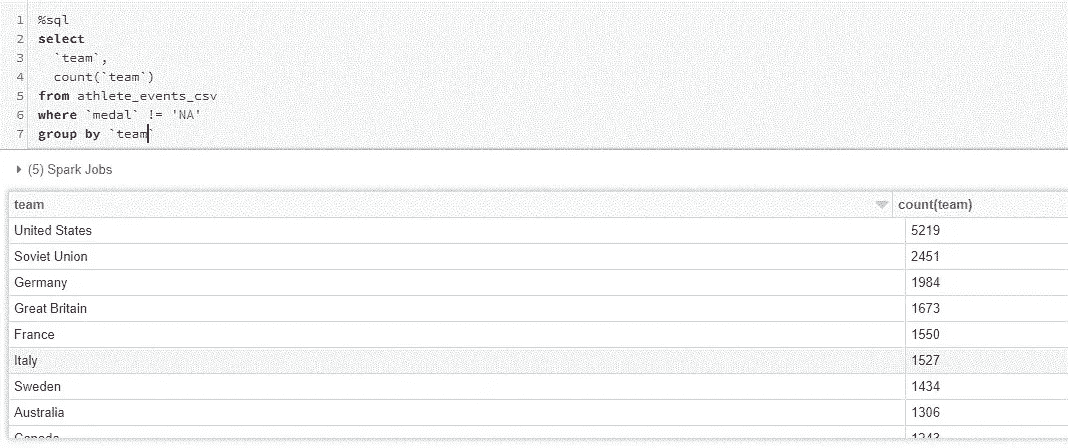 1 %sql
2 select
3 `team`,
4 count(`team`)
5 from athlete_events_csv
6 where `medal` != 'NA'
7 group by `team`
(5) Spark Jobs
team count(team)
United States 5219
Soviet Union 2451
Germany 1984
Great Britain 1673
France 1550
Italy 1527
Sweden 1434
Australia 1306
Canada 1243